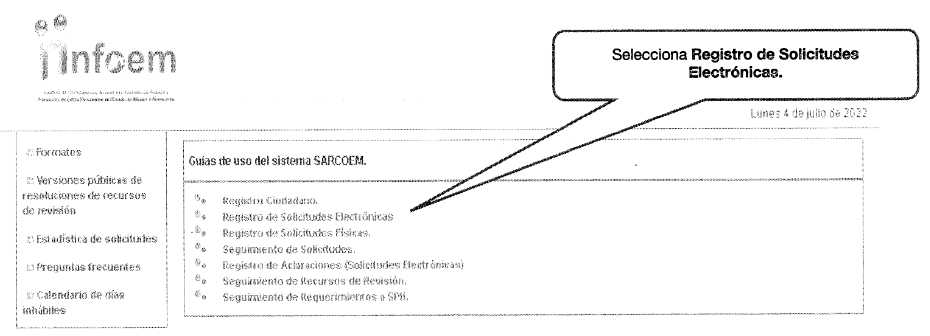 infoem
Selecciona Registro de Solicitudes
Electrónicas.
Lunes 4 de julio de 2022
Formatos
Versiones públicas de
resoluciones de recursos
de revisión
Estadística de solicitudes
Preguntas frecuentes
Calendario de días
inhábiles
Guías de uso del sistema SARCOEM.
Registro Ciudadano.
Registro de Solicitudes Electrónicas
Registro de Solicitudes Físicas.
Seguimiento de Solicitudes.
Registro de Aclaraciones (Solicitudes Electrónicas)
Seguimiento de Recursos de Revisión.
Seguimiento de Requerimientos a SPH.